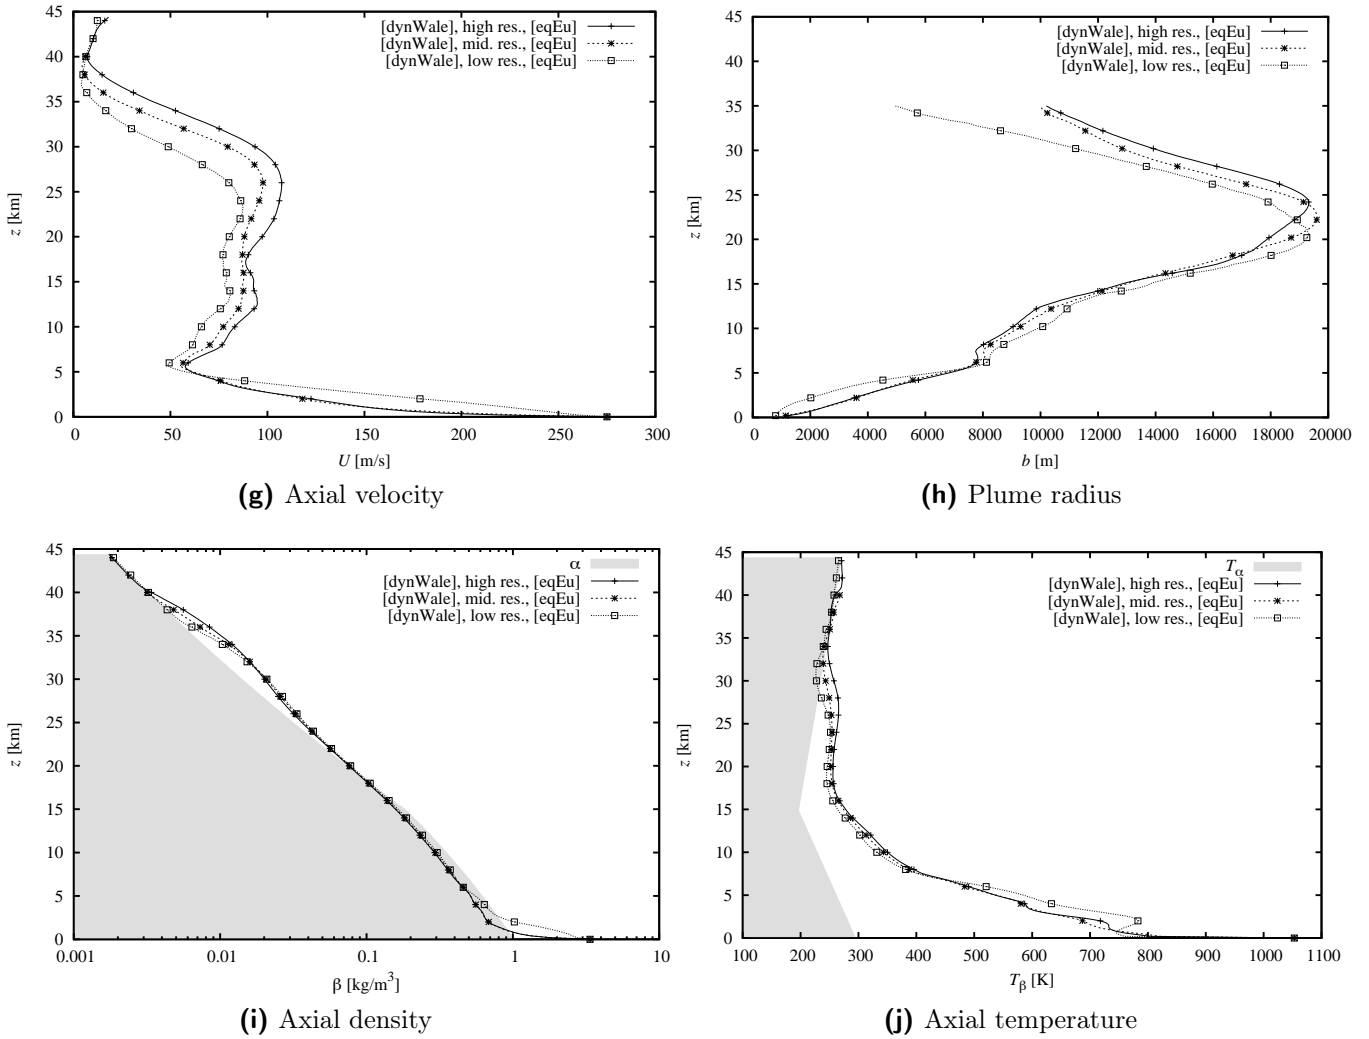 [dynWale], high res., [eqEu]
[dynWale], mid. res., [eqEu]
[dynWale], low res., [eqEu]
45
40
35
30
25
20
15
10
5
0
z [km]
0 50 100 150 200 250 300
U [m/s]
(g) Axial velocity
[dynWale], high res., [eqEu]
[dynWale], mid. res., [eqEu]
[dynWale], low res., [eqEu]
40
35
30
25
20
15
10
5
0
z [km]
0 2000 4000 6000 8000 10000 12000 14000 16000 18000 20000
b [m]
(h) Plume radius
α
[dynWale], high res., [eqEu]
[dynWale], mid. res., [eqEu]
[dynWale], low res., [eqEu]
45
40
35
30
25
20
15
10
5
0
z [km]
0.001 0.01 0.1 1 10
β [kg/m³]
(i) Axial density
Tα
[dynWale], high res., [eqEu]
[dynWale], mid. res., [eqEu]
[dynWale], low res., [eqEu]
45
40
35
30
25
20
15
10
5
0
z [km]
100 200 300 400 500 600 700 800 900 1000 1100
Tβ [K]
(j) Axial temperature